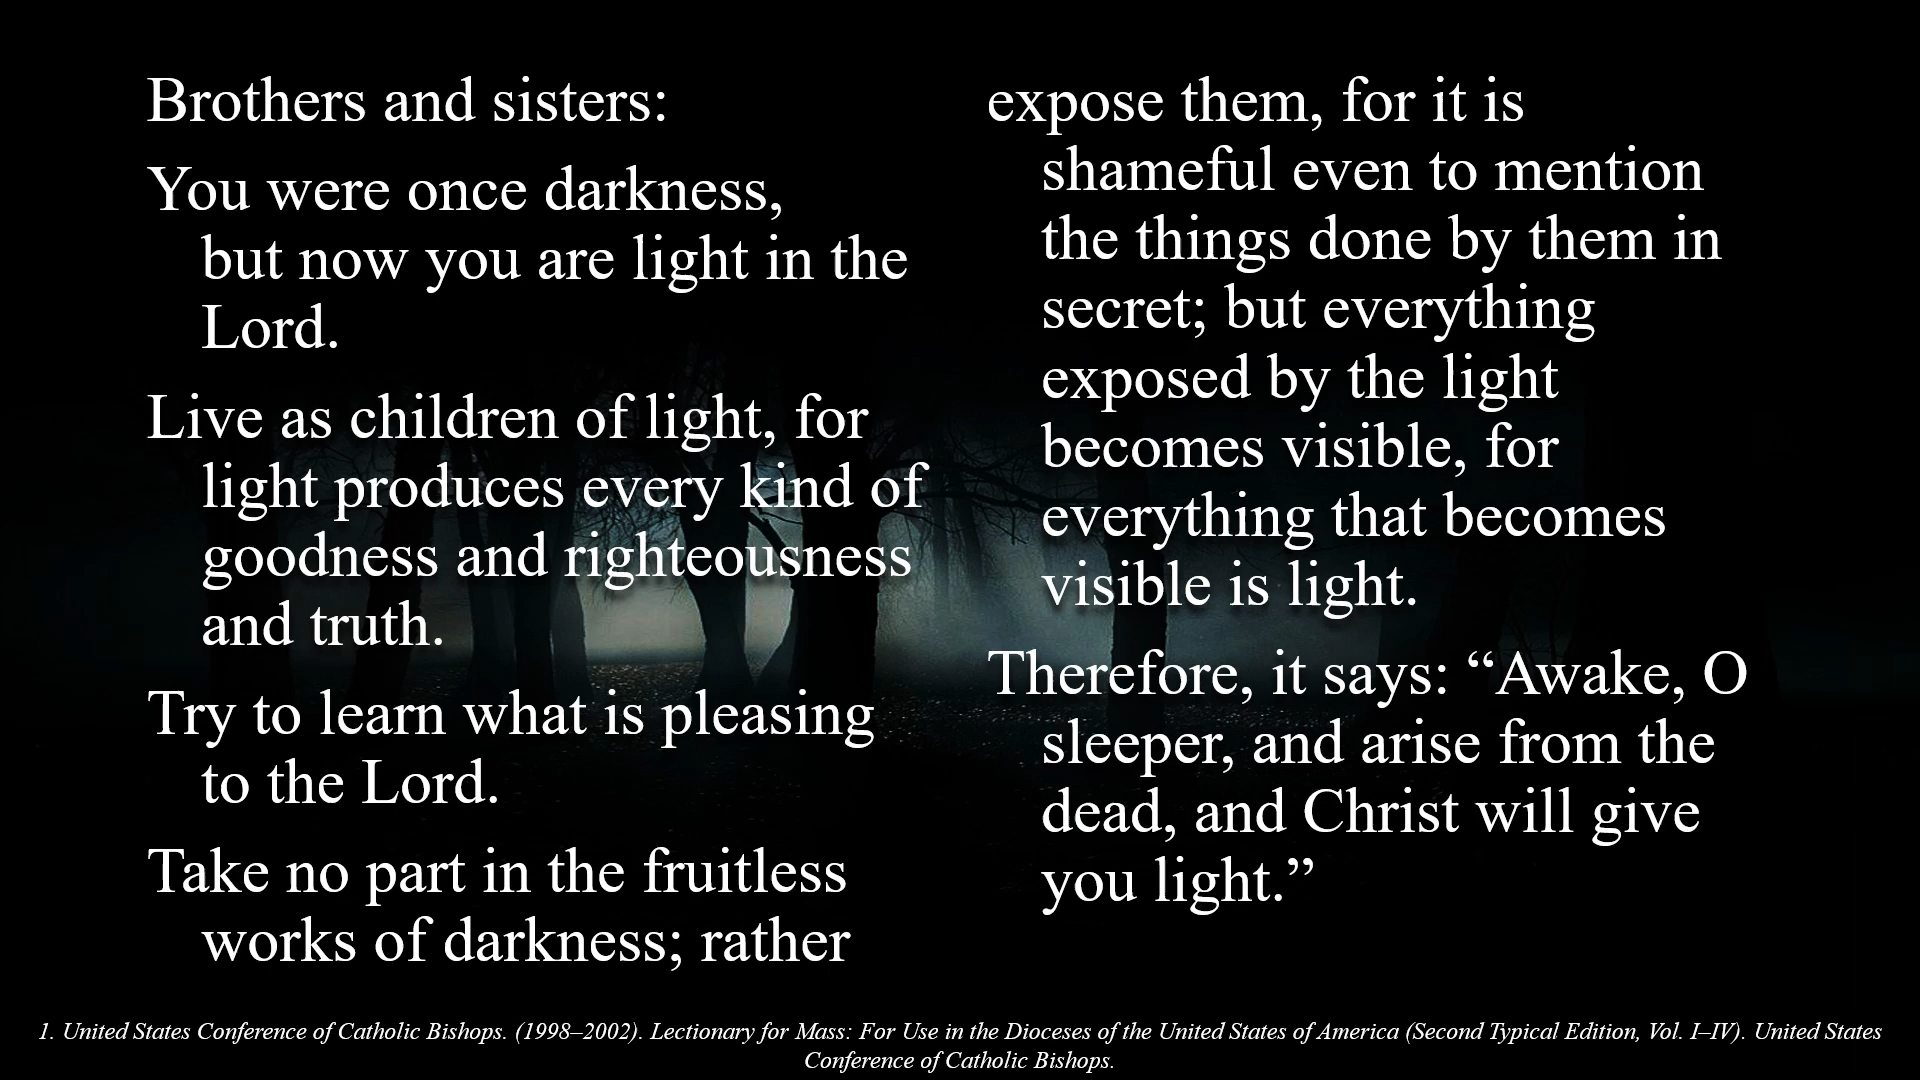 Brothers and sisters:
You were once darkness,
but now you are light in the
Lord.
Live as children of light, for
light produces every kind of
goodness and righteousness
and truth.
Try to learn what is pleasing
to the Lord.
Take no part in the fruitless
works of darkness; rather
expose them, for it is
shameful even to mention
the things done by them in
secret; but everything
exposed by the light
becomes visible, for
everything that becomes
visible is light.
Therefore, it says: “Awake, O
sleeper, and arise from the
dead, and Christ will give
you light.”
1. United States Conference of Catholic Bishops. (1998–2002). Lectionary for Mass: For Use in the Dioceses of the United States of America (Second Typical Edition, Vol. I–IV). United States
Conference of Catholic Bishops.